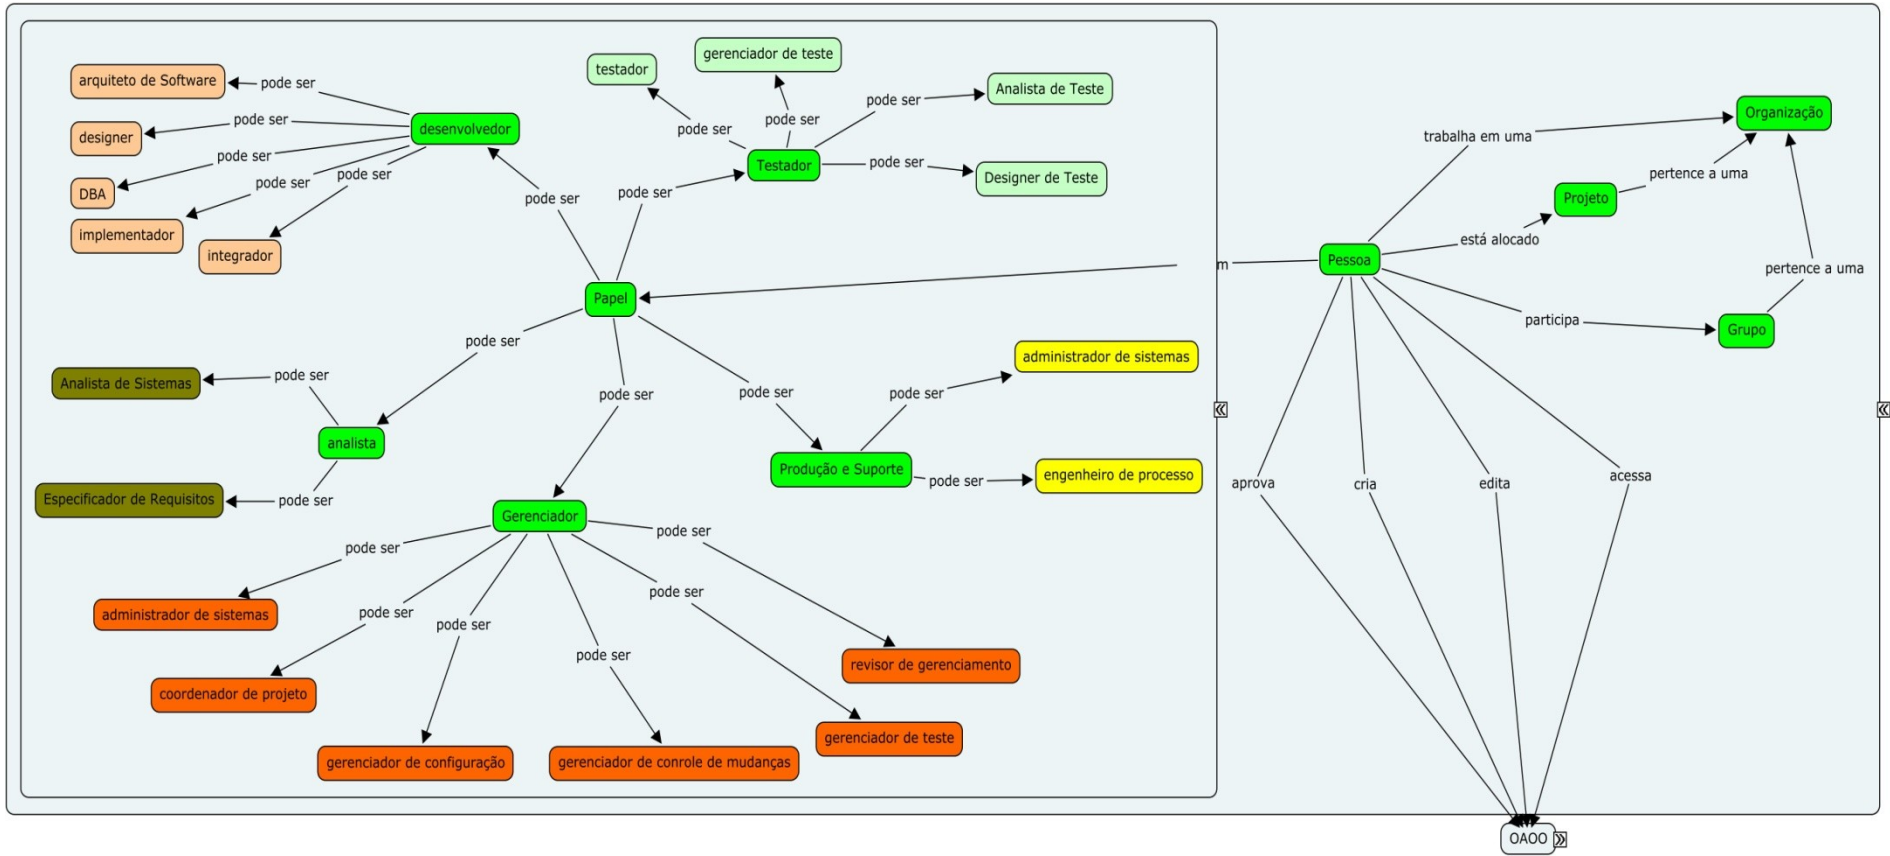 gerenciador de teste
testador
arquiteto de Software
pode ser
Analista de Teste
pode ser
Organização
designer
pode ser
desenvolvedor
pode ser
pode ser
trabalha em uma
pode ser
Testador
pode ser
pode ser
pertence a uma
DBA
pode ser
pode ser
Designer de Teste
pode ser
pode ser
Projeto
implementador
integrador
está alocado
Pessoa
m
pertence a uma
Papel
participa
Grupo
pode ser
administrador de sistemas
Analista de Sistemas
pode ser
pode ser
pode ser
pode ser
analista
Produção e Suporte
engenheiro de processo
pode ser
aprova
cria
edita
acessa
Especificador de Requisitos
pode ser
Gerenciador
pode ser
pode ser
pode ser
administrador de sistemas
pode ser
pode ser
pode ser
revisor de gerenciamento
coordenador de projeto
gerenciador de teste
gerenciador de configuração
gerenciador de conrole de mudanças
OAOO